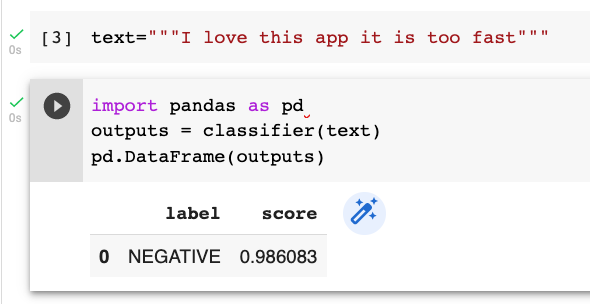 [3] text="""I love this app it is too fast"""
0s
import pandas as pd
0s
outputs = classifier(text)
pd.DataFrame(outputs)
label score
0 NEGATIVE 0.986083